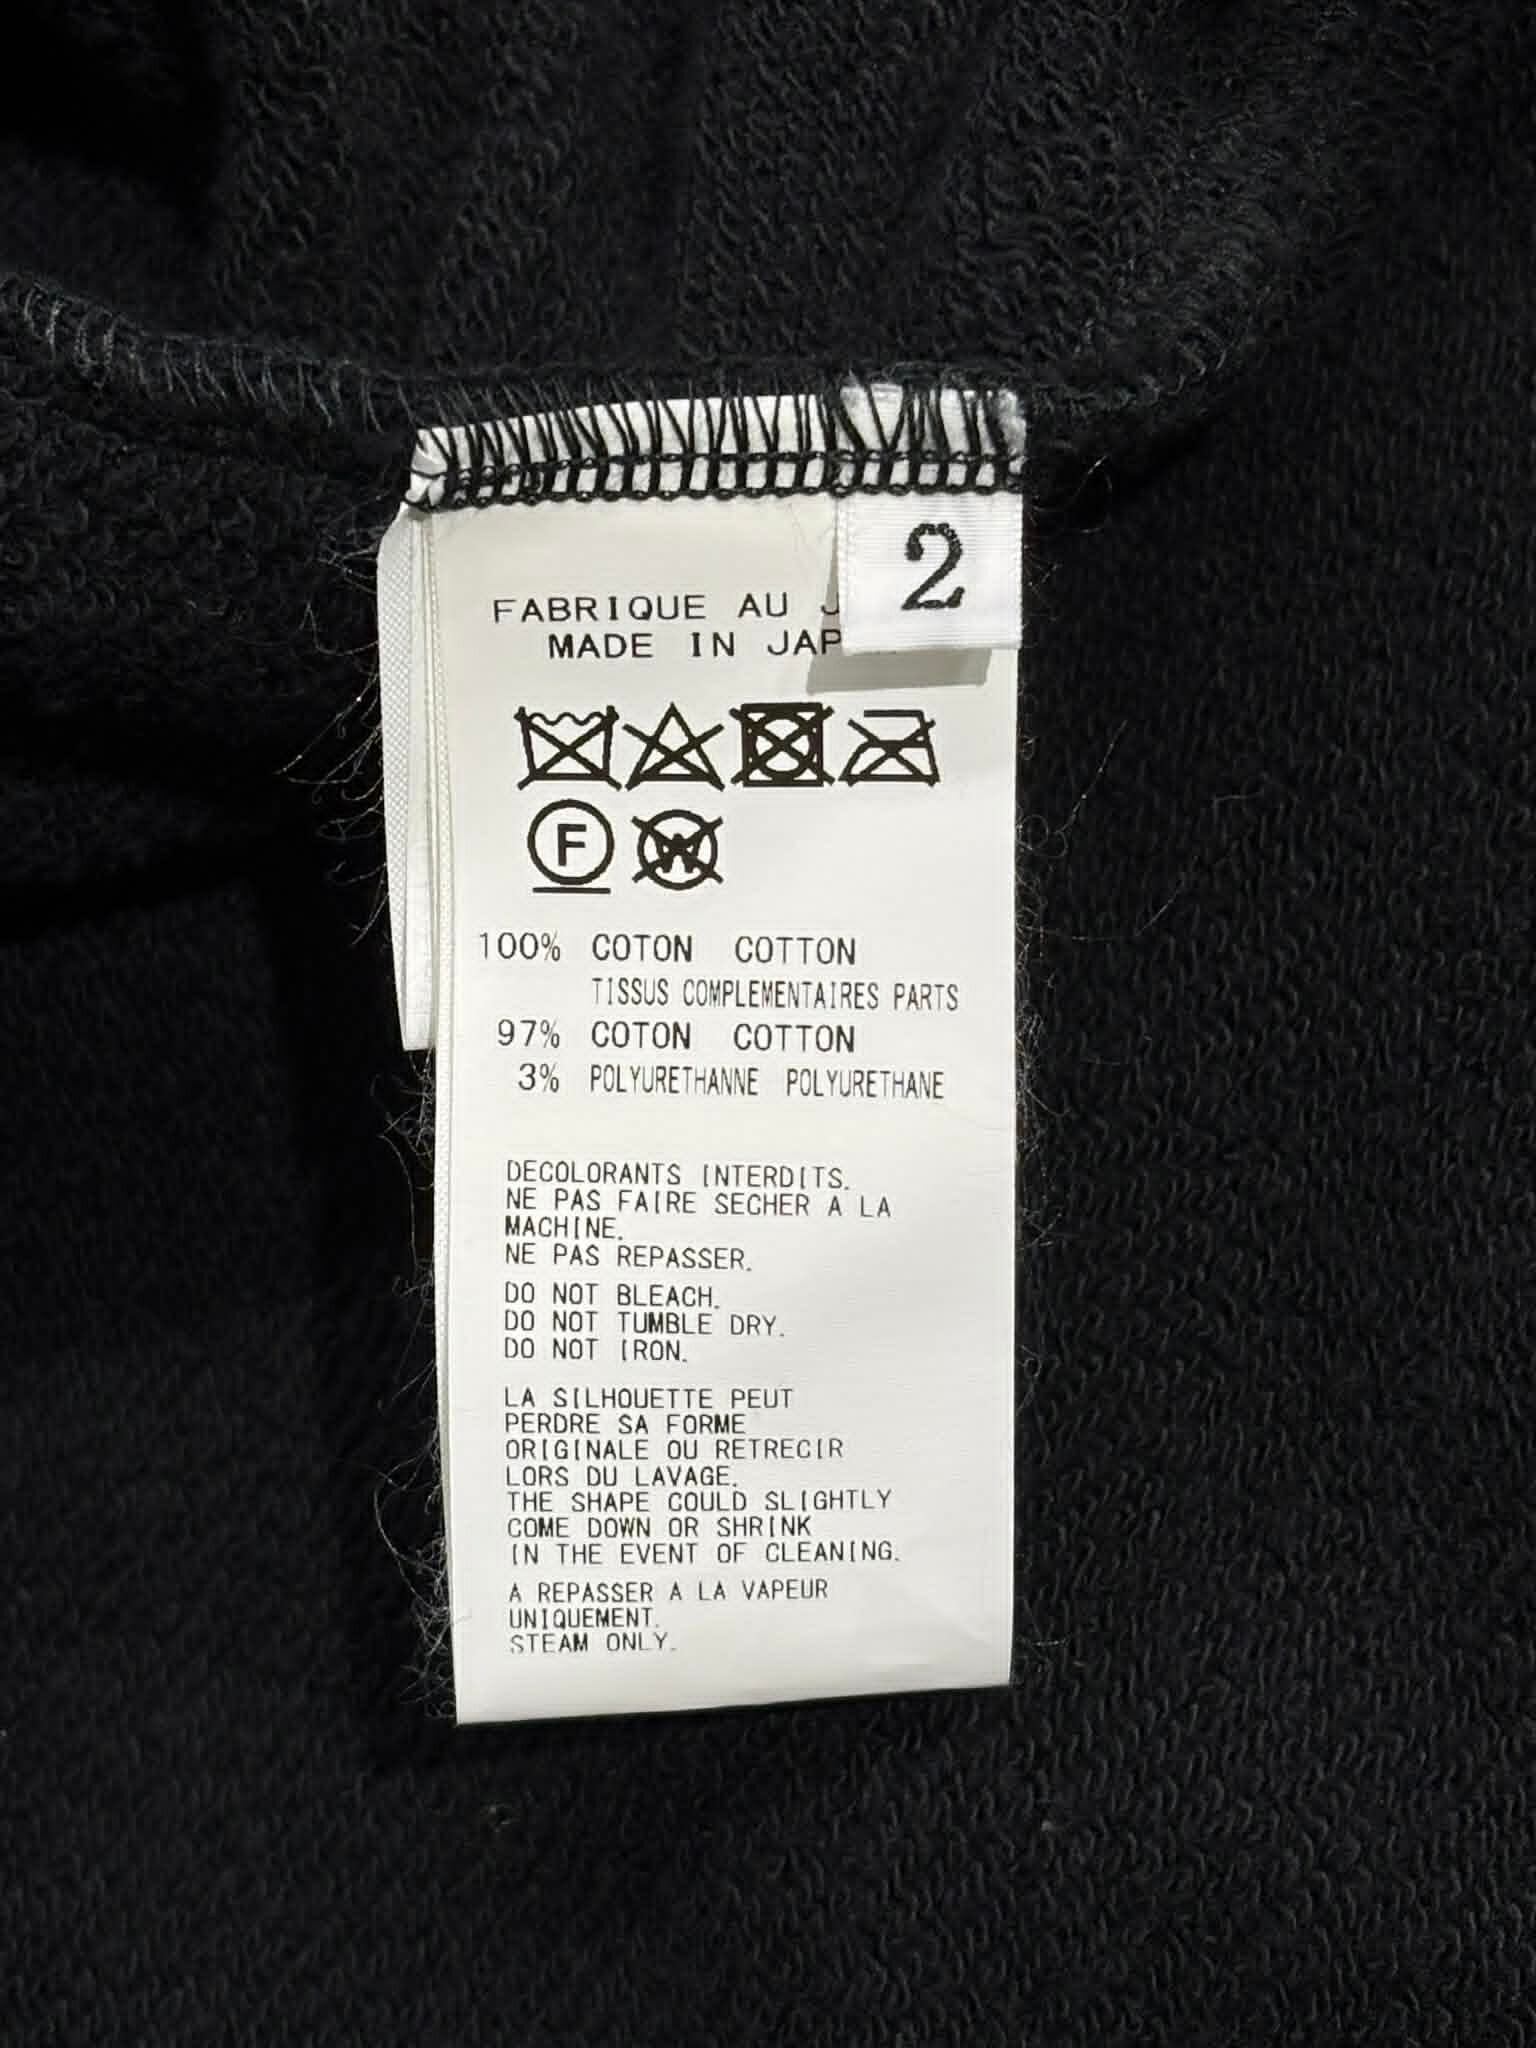 2
FABRIQUE AU
MADE IN JAP
F
W
100% COTON COTTON
TISSUS COMPLEMENTAIRES PARTS
97% COTON COTTON
3% POLYURETHANNE POLYURETHANE
DECOLORANTS INTERDITS.
NE PAS FAIRE SECHER A LA
MACHINE.
NE PAS REPASSER.
DO NOT BLEACH.
DO NOT TUMBLE DRY.
DO NOT IRON.
LA SILHOUETTE PEUT
PERDRE SA FORME
ORIGINALE OU RETRECIR
LORS DU LAVAGE.
THE SHAPE COULD SLIGHTLY
COME DOWN OR SHRINK
IN THE EVENT OF CLEANING.
A REPASSER A LA VAPEUR
UNIQUEMENT.
STEAM ONLY.